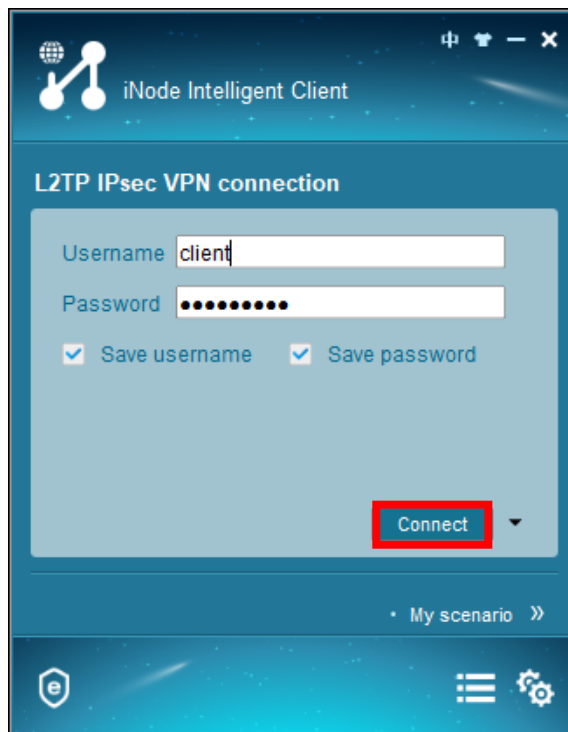 中
iNode Intelligent Client
L2TP IPsec VPN connection
Username client
Password •••••••••
Save username Save password
Connect
• My scenario »
e